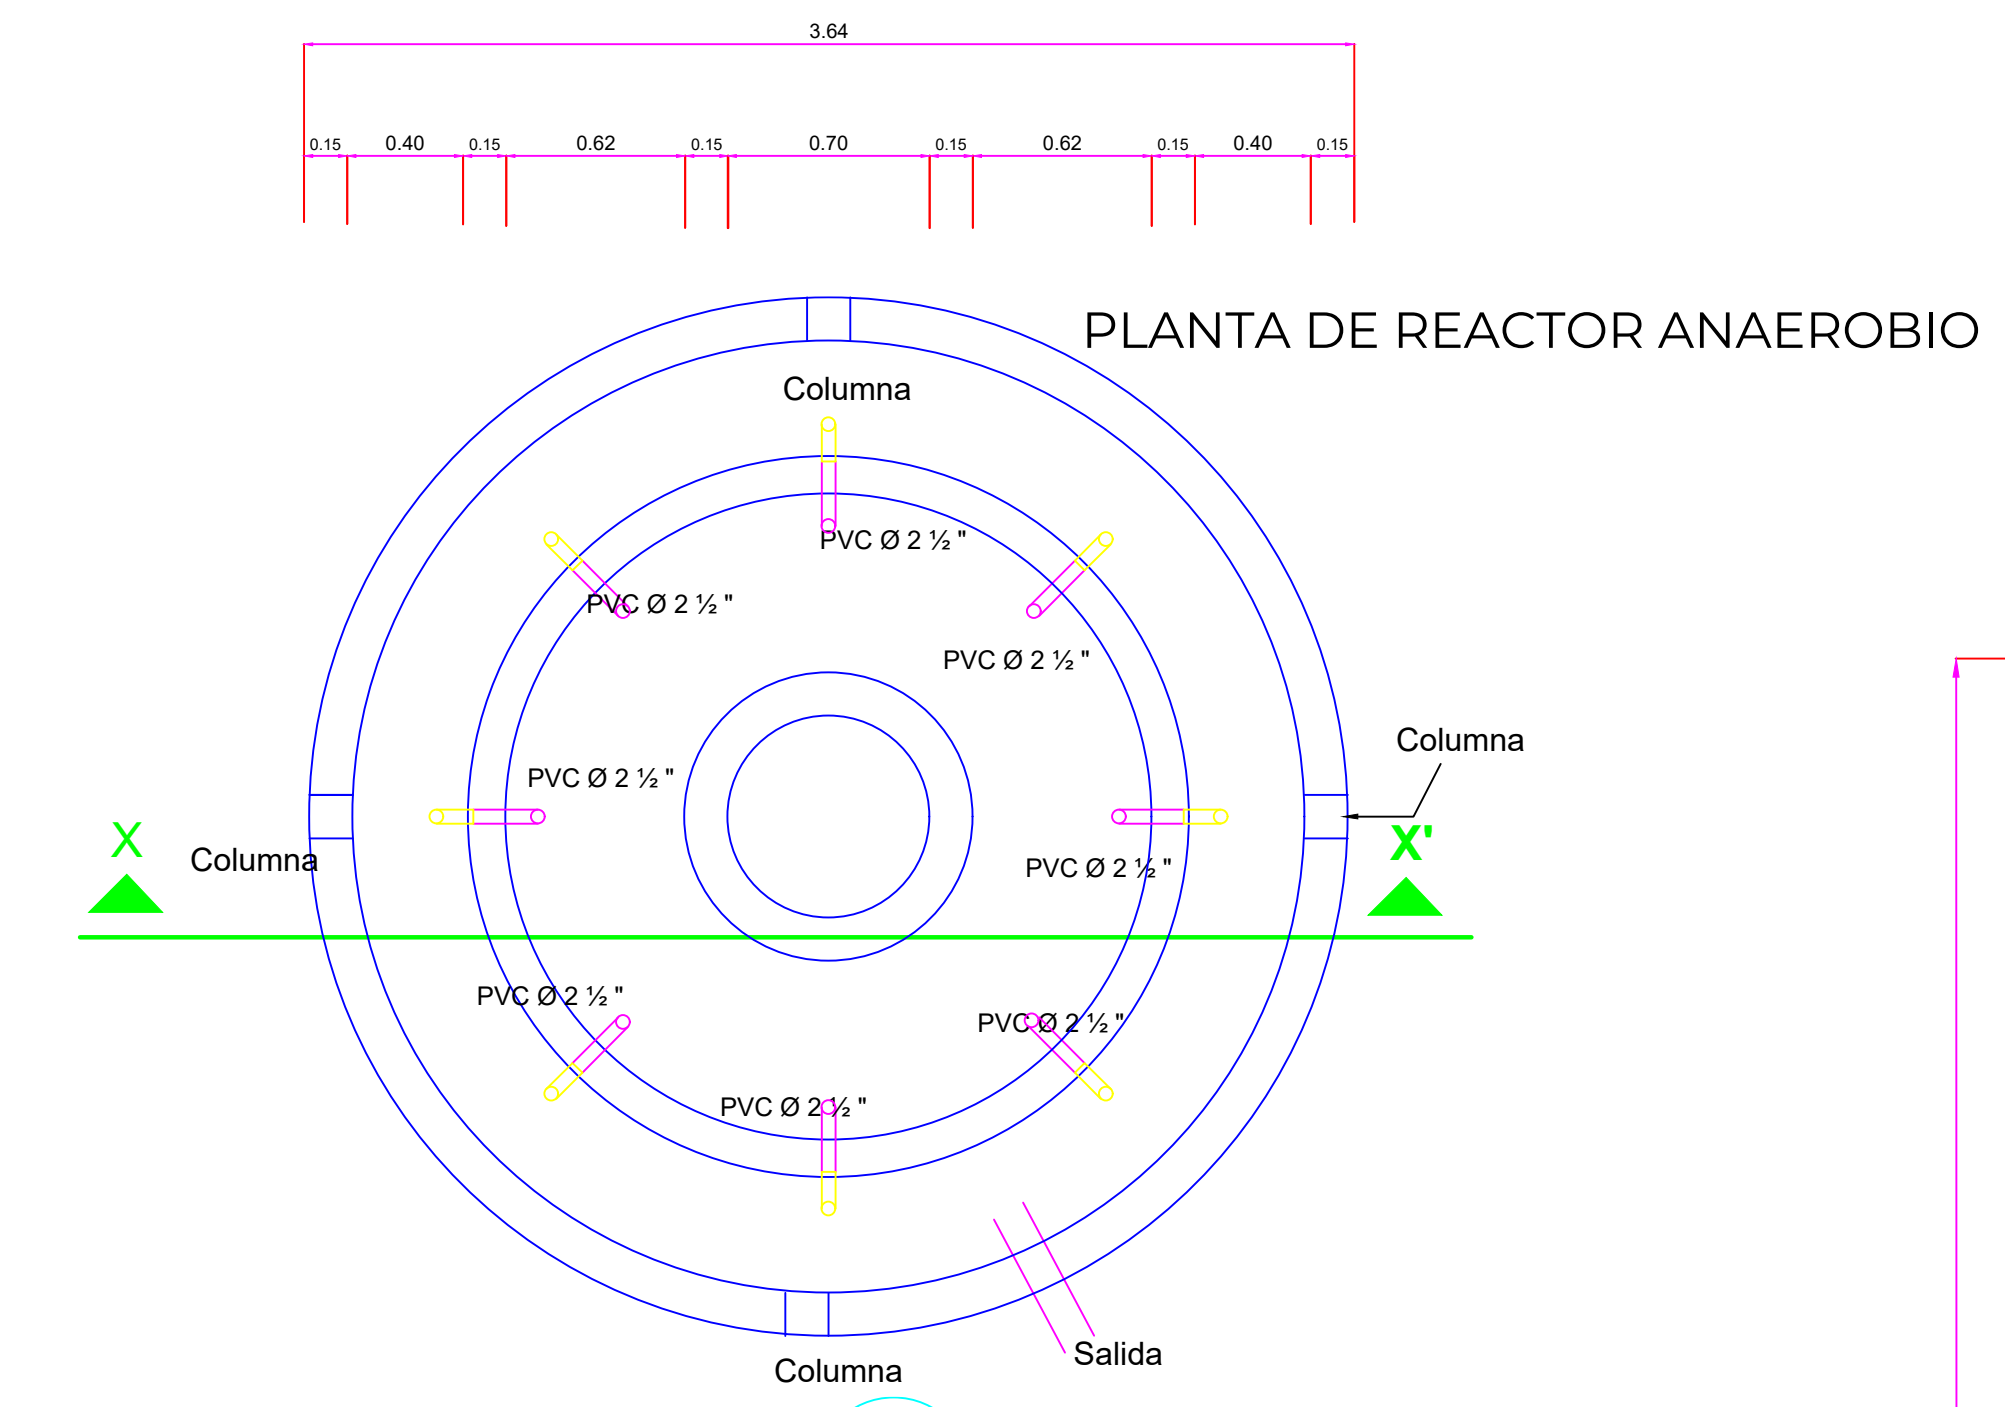 3.64
0.15 0.40 0.15 0.62 0.15 0.70 0.15 0.62 0.15 0.40 0.15
PLANTA DE REACTOR ANAEROBIO
Columna
PVC Ø 2 ½ "
PVC Ø 2 ½ "
PVC Ø 2 ½ "
Columna
PVC Ø 2 ½ "
X
X'
Columna
PVC Ø 2 ½ "
PVC Ø 2 ½ "
PVC Ø 2 ½ "
PVC Ø 2 ½ "
Salida
Columna